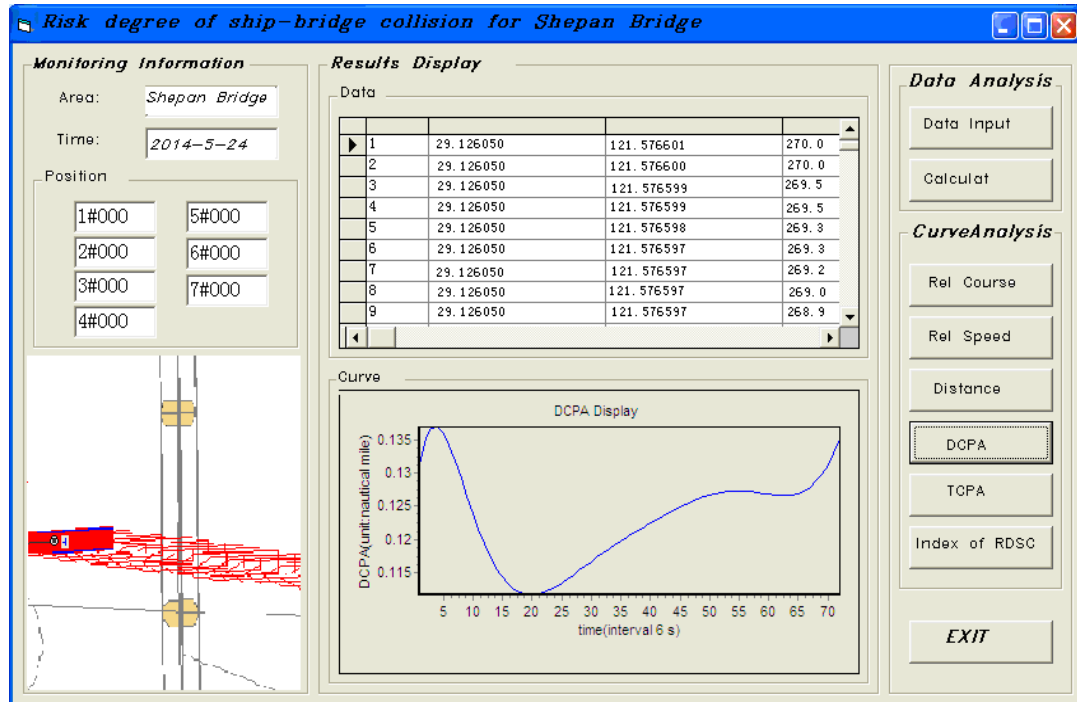 Risk degree of ship-bridge collision for Shepan Bridge
Monitoring Information
Area: Shepan Bridge
Time: 2014-5-24
Position
1#000 5#000
2#000 6#000
3#000 7#000
4#000
Results Display
Data
1 29.126050 121.576601 270.0
2 29.126050 121.576600 270.0
3 29.126050 121.576599 269.5
4 29.126050 121.576599 269.5
5 29.126050 121.576598 269.3
6 29.126050 121.576597 269.3
7 29.126050 121.576597 269.2
8 29.126050 121.576597 269.0
9 29.126050 121.576597 268.9
Curve
DCPA Display
DCPA(unit:nautical mile)
0.135
0.13
0.125
0.12
0.115
5 10 15 20 25 30 35 40 45 50 55 60 65 70
time(interval 6 s)
Data Analysis
Data Input
Calculat
CurveAnalysis
Rel Course
Rel Speed
Distance
DCPA
TCPA
Index of RDSC
EXIT